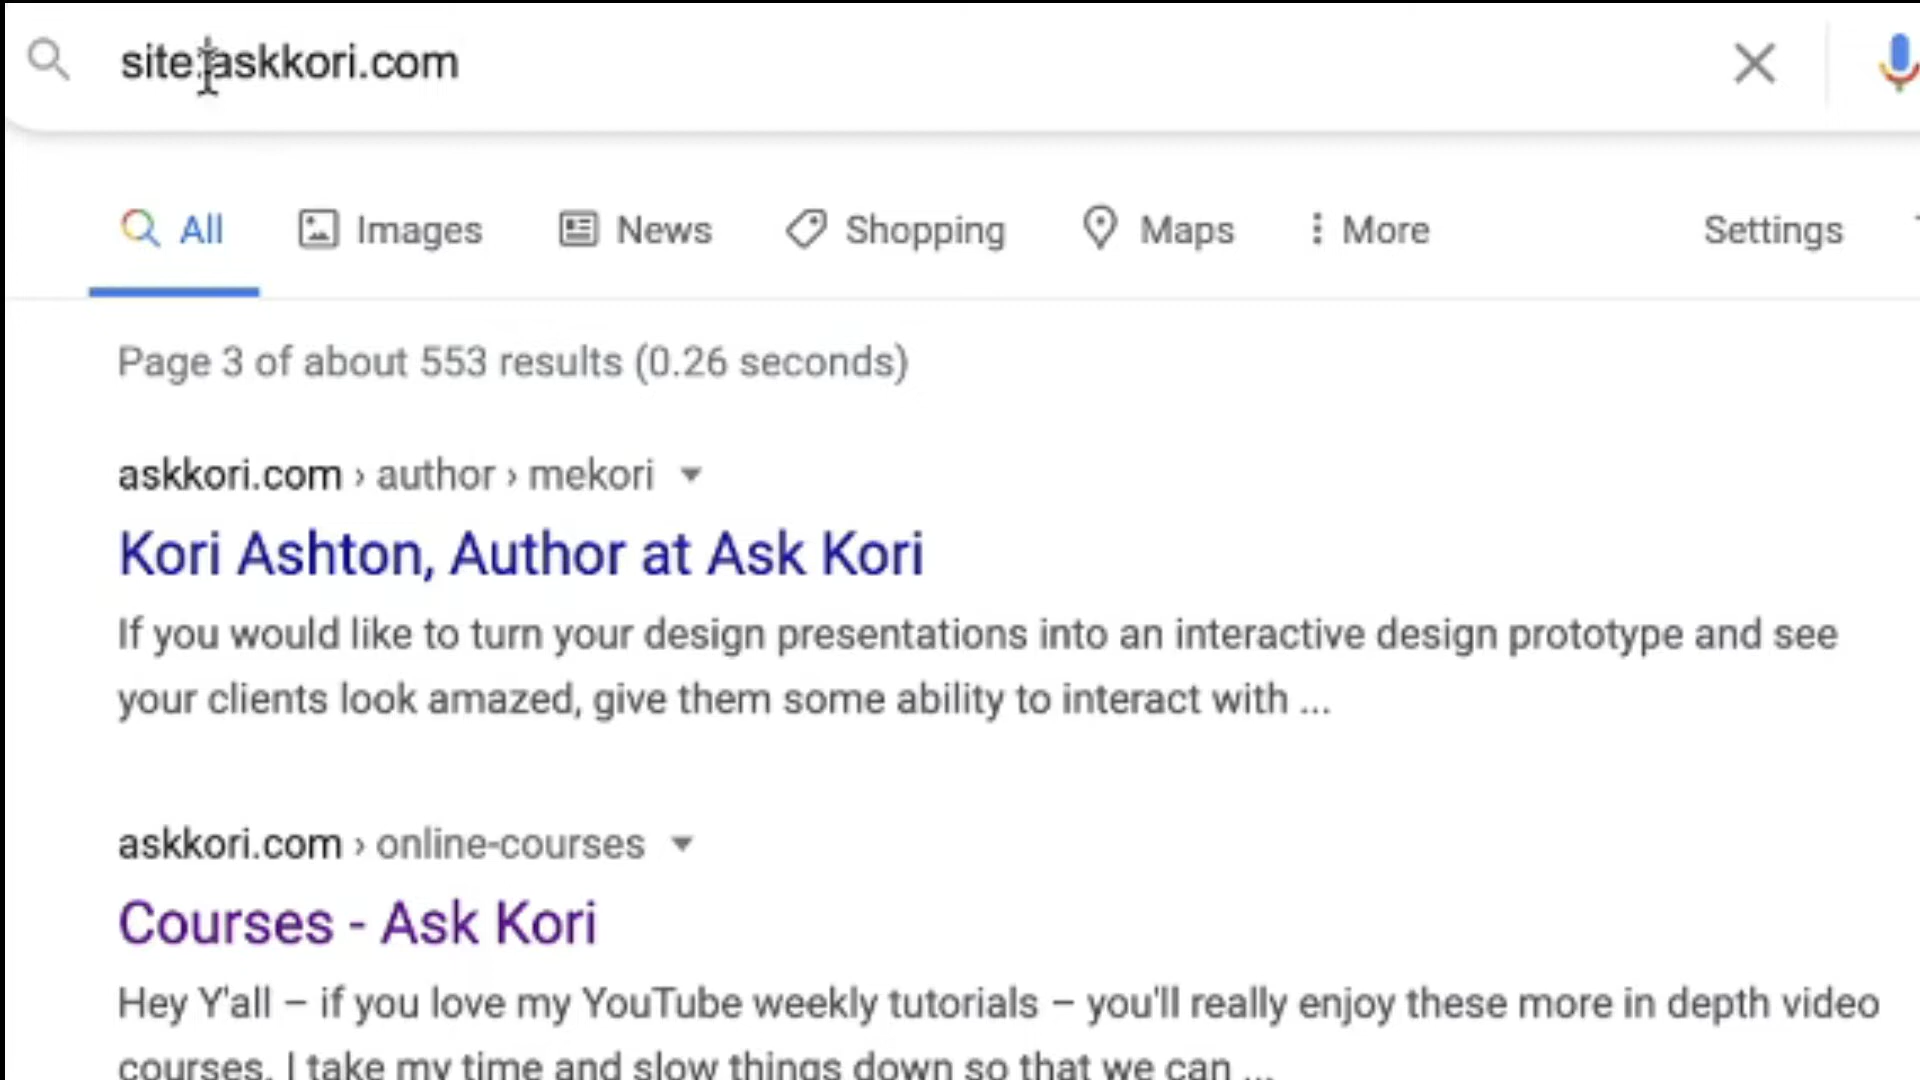 site:askkori.com
All Images News Shopping Maps More Settings
Page 3 of about 553 results (0.26 seconds)
askkori.com › author › mekori
Kori Ashton, Author at Ask Kori
If you would like to turn your design presentations into an interactive design prototype and see
your clients look amazed, give them some ability to interact with ...
askkori.com › online-courses
Courses - Ask Kori
Hey Y'all – if you love my YouTube weekly tutorials – you'll really enjoy these more in depth video
courses. I take my time and slow things down so that we can ...